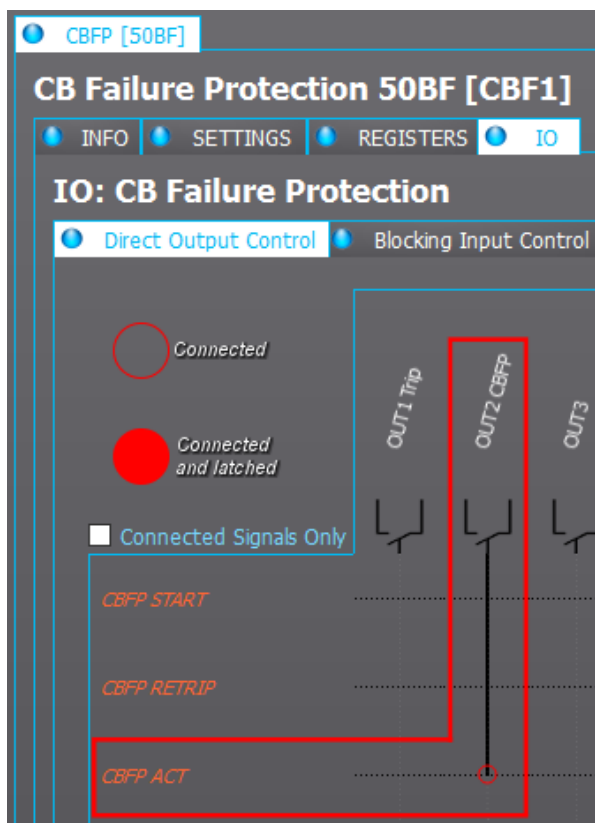 CBFP [50BF]
CB Failure Protection 50BF [CBF1]
INFO SETTINGS REGISTERS IO
IO: CB Failure Protection
Direct Output Control Blocking Input Control
Connected
OUT1 Trip
OUT2 CBFP
OUT3
Connected
and latched
Connected Signals Only
CBFP START
CBFP RETRIP
CBFP ACT